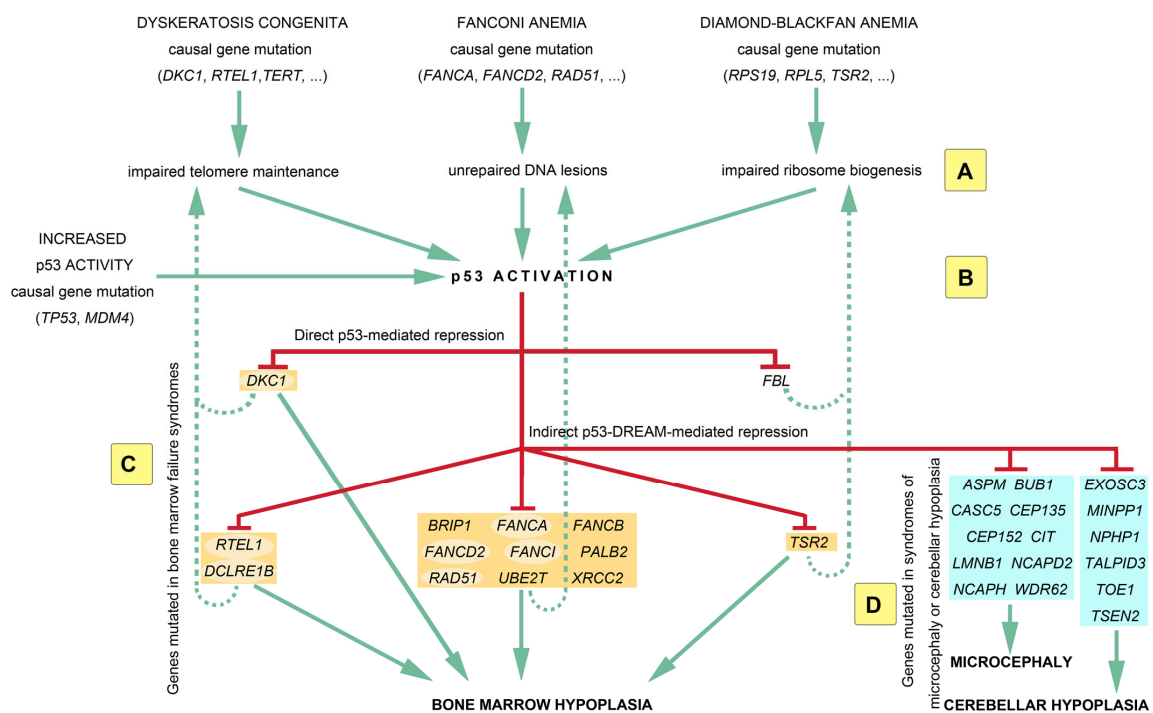 DYSKERATOSIS CONGENITA
causal gene mutation
(DKC1, RTEL1,TERT, ...)
FANCONI ANEMIA
causal gene mutation
(FANCA, FANCD2, RAD51, ...)
DIAMOND-BLACKFAN ANEMIA
causal gene mutation
(RPS19, RPL5, TSR2, ...)
impaired telomere maintenance
unrepaired DNA lesions
impaired ribosome biogenesis
A
INCREASED
p53 ACTIVITY
causal gene mutation
(TP53, MDM4)
p53 ACTIVATION
B
Direct p53-mediated repression
DKC1
FBL
Genes mutated in bone marrow failure syndromes
C
Indirect p53-DREAM-mediated repression
RTEL1
DCLRE1B
BRIP1 FANCA FANCB
FANCD2 FANCI PALB2
RAD51 UBE2T XRCC2
TSR2
D
Genes mutated in syndromes of
microcephaly or cerebellar hypoplasia
ASPM BUB1
CASC5 CEP135
CEP152 CIT
LMNB1 NCAPD2
NCAPH WDR62
EXOSC3
MINPP1
NPHP1
TALPID3
TOE1
TSEN2
MICROCEPHALY
BONE MARROW HYPOPLASIA
CEREBELLAR HYPOPLASIA